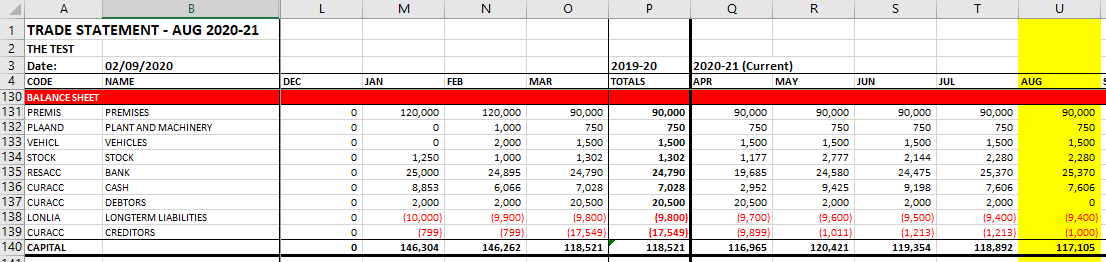 A B L M N O P Q R S T U
1 TRADE STATEMENT - AUG 2020-21
2 THE TEST
3 Date: 02/09/2020 2019-20 2020-21 (Current)
4 CODE NAME DEC JAN FEB MAR TOTALS APR MAY JUN JUL AUG
130 BALANCE SHEET
131 PREMIS PREMISES 0 120,000 120,000 90,000 90,000 90,000 90,000 90,000 90,000 90,000
132 PLAAND PLANT AND MACHINERY 0 0 1,000 750 750 750 750 750 750 750
133 VEHICL VEHICLES 0 0 2,000 1,500 1,500 1,500 1,500 1,500 1,500 1,500
134 STOCK STOCK 0 1,250 1,000 1,302 1,302 1,177 2,777 2,144 2,280 2,280
135 RESACC BANK 0 25,000 24,895 24,790 24,790 19,685 24,580 24,475 25,370 25,370
136 CURACC CASH 0 8,853 6,066 7,028 7,028 2,952 9,425 9,198 7,606 7,606
137 CURACC DEBTORS 0 2,000 2,000 20,500 20,500 20,500 2,000 2,000 2,000 0
138 LONLIA LONGTERM LIABILITIES 0 (10,000) (9,900) (9,800) (9,800) (9,700) (9,600) (9,500) (9,400) (9,400)
139 CURACC CREDITORS 0 (799) (799) (17,549) (17,549) (9,899) (1,011) (1,213) (1,213) (1,000)
140 CAPITAL 0 146,304 146,262 118,521 118,521 116,965 120,421 119,354 118,892 117,105